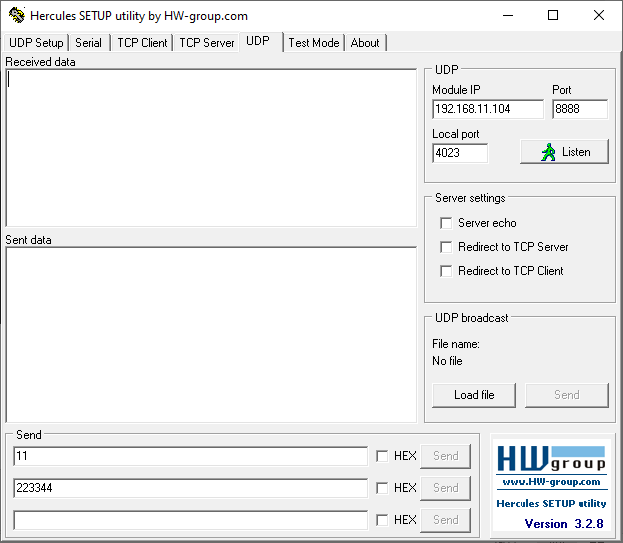 Hercules SETUP utility by HW-group.com
UDP Setup Serial TCP Client TCP Server UDP Test Mode About
Received data
UDP
Module IP Port
192.168.11.104 8888
Local port
4023 Listen
Server settings
Server echo
Redirect to TCP Server
Redirect to TCP Client
Sent data
UDP broadcast
File name:
No file
Load file Send
Send
11 HEX Send
223344 HEX Send
HEX Send
HW group
www.HW-group.com
Hercules SETUP utility
Version 3.2.8